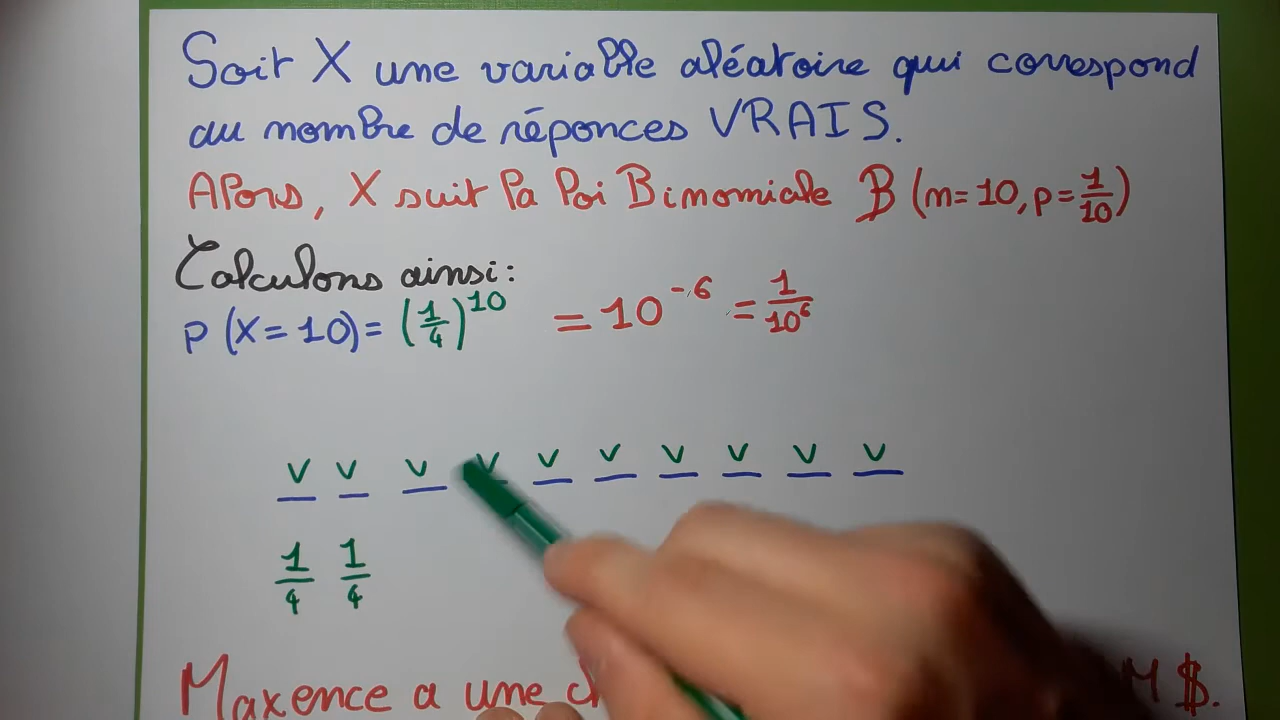 Soit X une variable aléatoire qui correspond
au nombre de réponces VRAIS.
Alors, X suit la loi Binomiale B (n=10, p=1/10)
Calculons ainsi:
P (X=10) = (1/4)^10 = 10^-6 = 1/10^6
V V V V V V V V V V
1/4 1/4
Maxence a une M $.